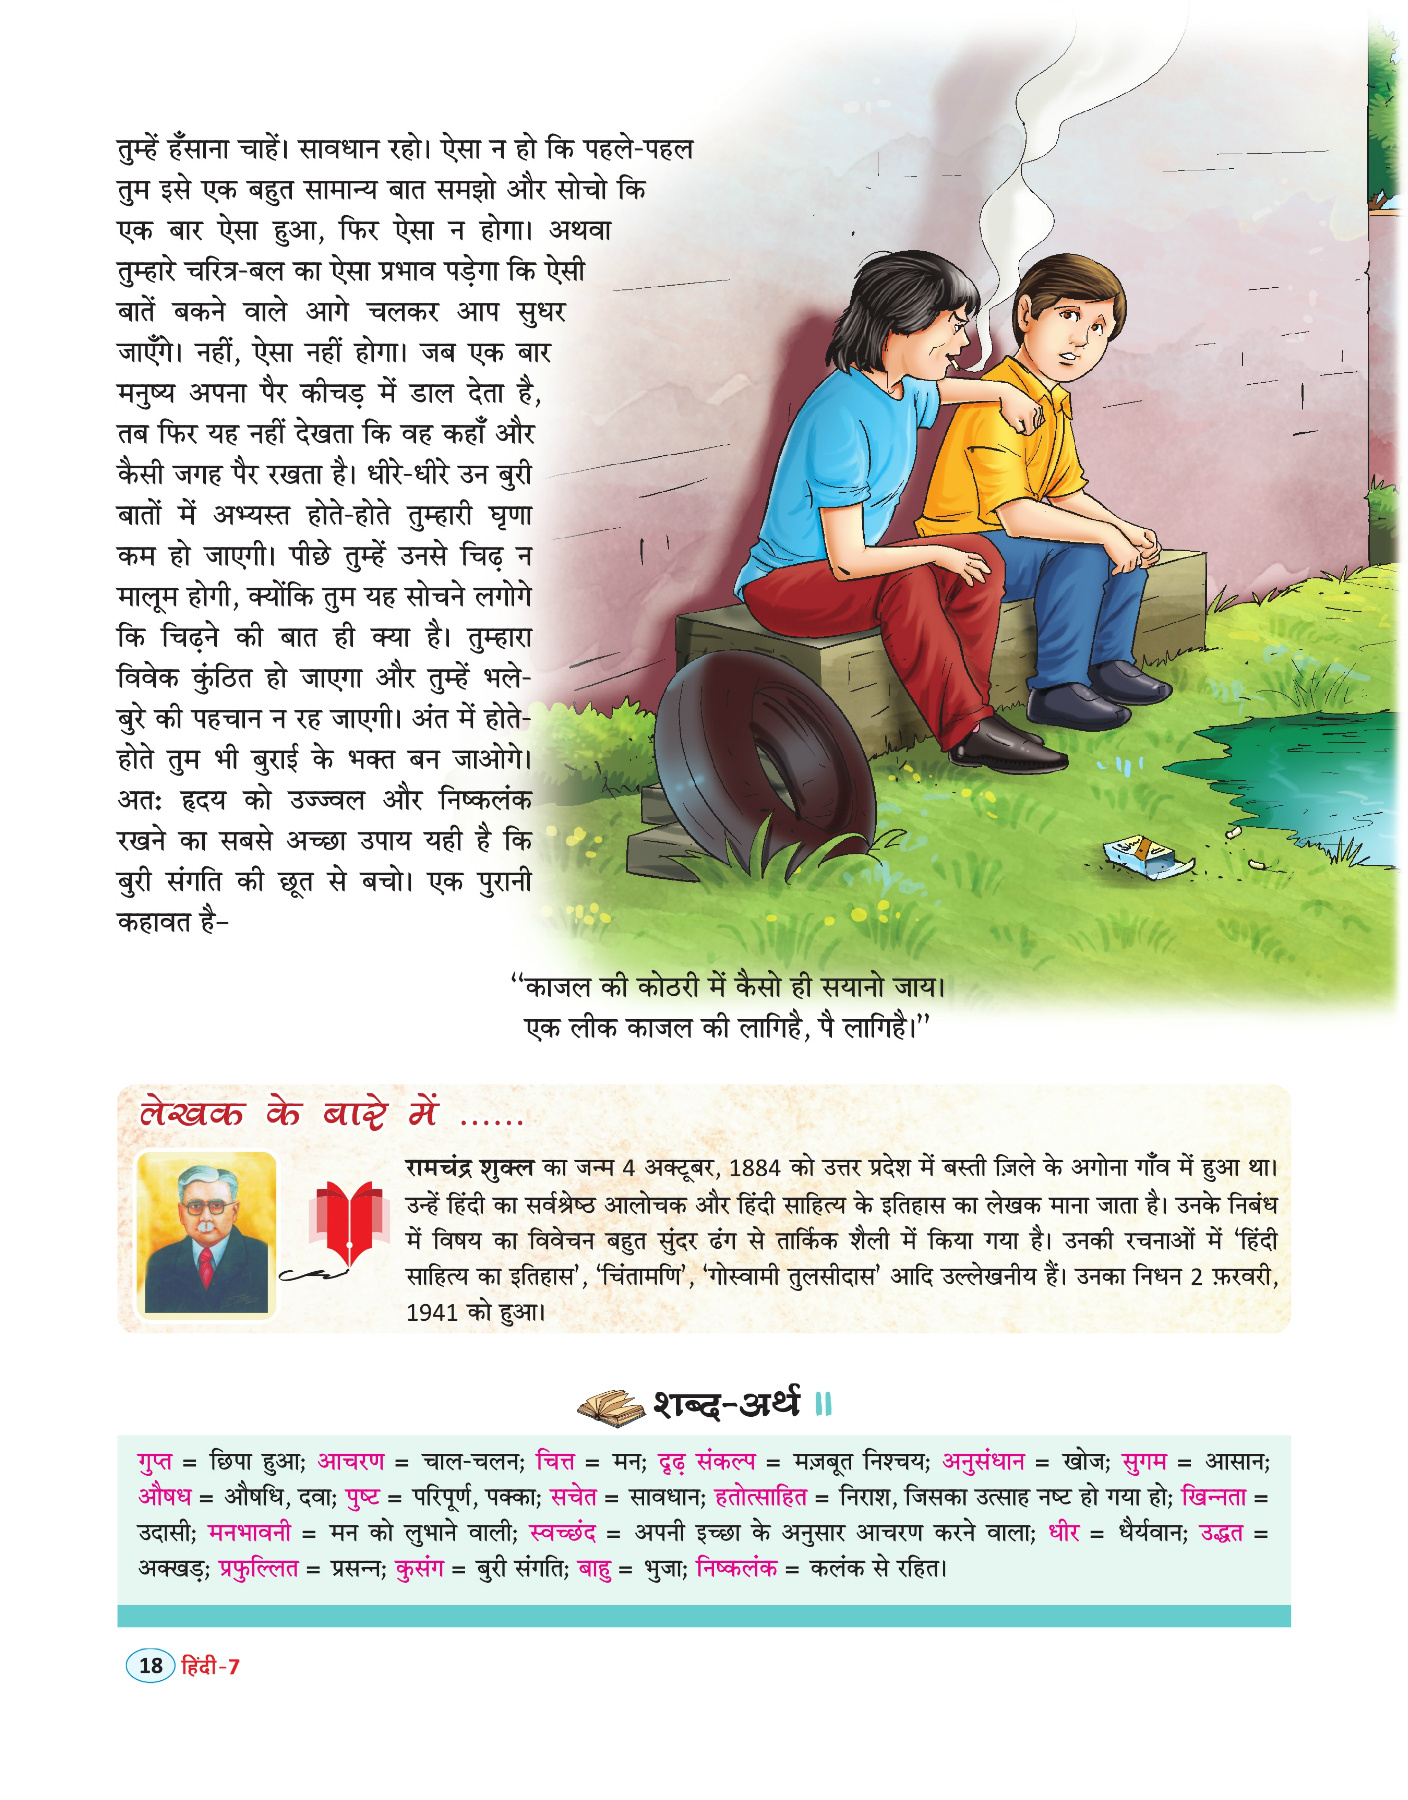 तुम्हें हँसाना चाहें। सावधान रहो। ऐसा न हो कि पहले-पहल
तुम इसे एक बहुत सामान्य बात समझो और सोचो कि
एक बार ऐसा हुआ, फिर ऐसा न होगा। अथवा
तुम्हारे चरित्र-बल का ऐसा प्रभाव पड़ेगा कि ऐसी
बातें बकने वाले आगे चलकर आप सुधर
जाएँगे। नहीं, ऐसा नहीं होगा। जब एक बार
मनुष्य अपना पैर कीचड़ में डाल देता है,
तब फिर यह नहीं देखता कि वह कहाँ और
कैसी जगह पैर रखता है। धीरे-धीरे उन बुरी
बातों में अभ्यस्त होते-होते तुम्हारी घृणा
कम हो जाएगी। पीछे तुम्हें उनसे चिढ़ न
मालूम होगी, क्योंकि तुम यह सोचने लगोगे
कि चिढ़ने की बात ही क्या है। तुम्हारा
विवेक कुंठित हो जाएगा और तुम्हें भले-
बुरे की पहचान न रह जाएगी। अंत में होते-
होते तुम भी बुराई के भक्त बन जाओगे।
अतः हृदय को उज्ज्वल और निष्कलंक
रखने का सबसे अच्छा उपाय यही है कि
बुरी संगति की छूत से बचो। एक पुरानी
कहावत है–
“काजल की कोठरी में कैसो ही सयानो जाय।
एक लीक काजल की लागिहै, पै लागिहै।”
लेखक के बारे में ......
रामचंद्र शुक्ल का जन्म 4 अक्टूबर, 1884 को उत्तर प्रदेश में बस्ती ज़िले के अगोना गाँव में हुआ था।
उन्हें हिंदी का सर्वश्रेष्ठ आलोचक और हिंदी साहित्य के इतिहास का लेखक माना जाता है। उनके निबंध
में विषय का विवेचन बहुत सुंदर ढंग से तार्किक शैली में किया गया है। उनकी रचनाओं में ‘हिंदी
साहित्य का इतिहास’, ‘चिंतामणि’, ‘गोस्वामी तुलसीदास’ आदि उल्लेखनीय हैं। उनका निधन 2 फ़रवरी,
1941 को हुआ।
शब्द-अर्थ
गुप्त = छिपा हुआ; आचरण = चाल-चलन; चित्त = मन; दृढ़ संकल्प = मज़बूत निश्चय; अनुसंधान = खोज; सुगम = आसान;
औषध = औषधि, दवा; पुष्ट = परिपूर्ण, पक्का; सचेत = सावधान; हतोत्साहित = निराश, जिसका उत्साह नष्ट हो गया हो; खिन्नता =
उदासी; मनभावनी = मन को लुभाने वाली; स्वच्छंद = अपनी इच्छा के अनुसार आचरण करने वाला; धीर = धैर्यवान; उद्धत =
अक्खड़; प्रफुल्लित = प्रसन्न; कुसंग = बुरी संगति; बाहु = भुजा; निष्कलंक = कलंक से रहित।
18 हिंदी-7